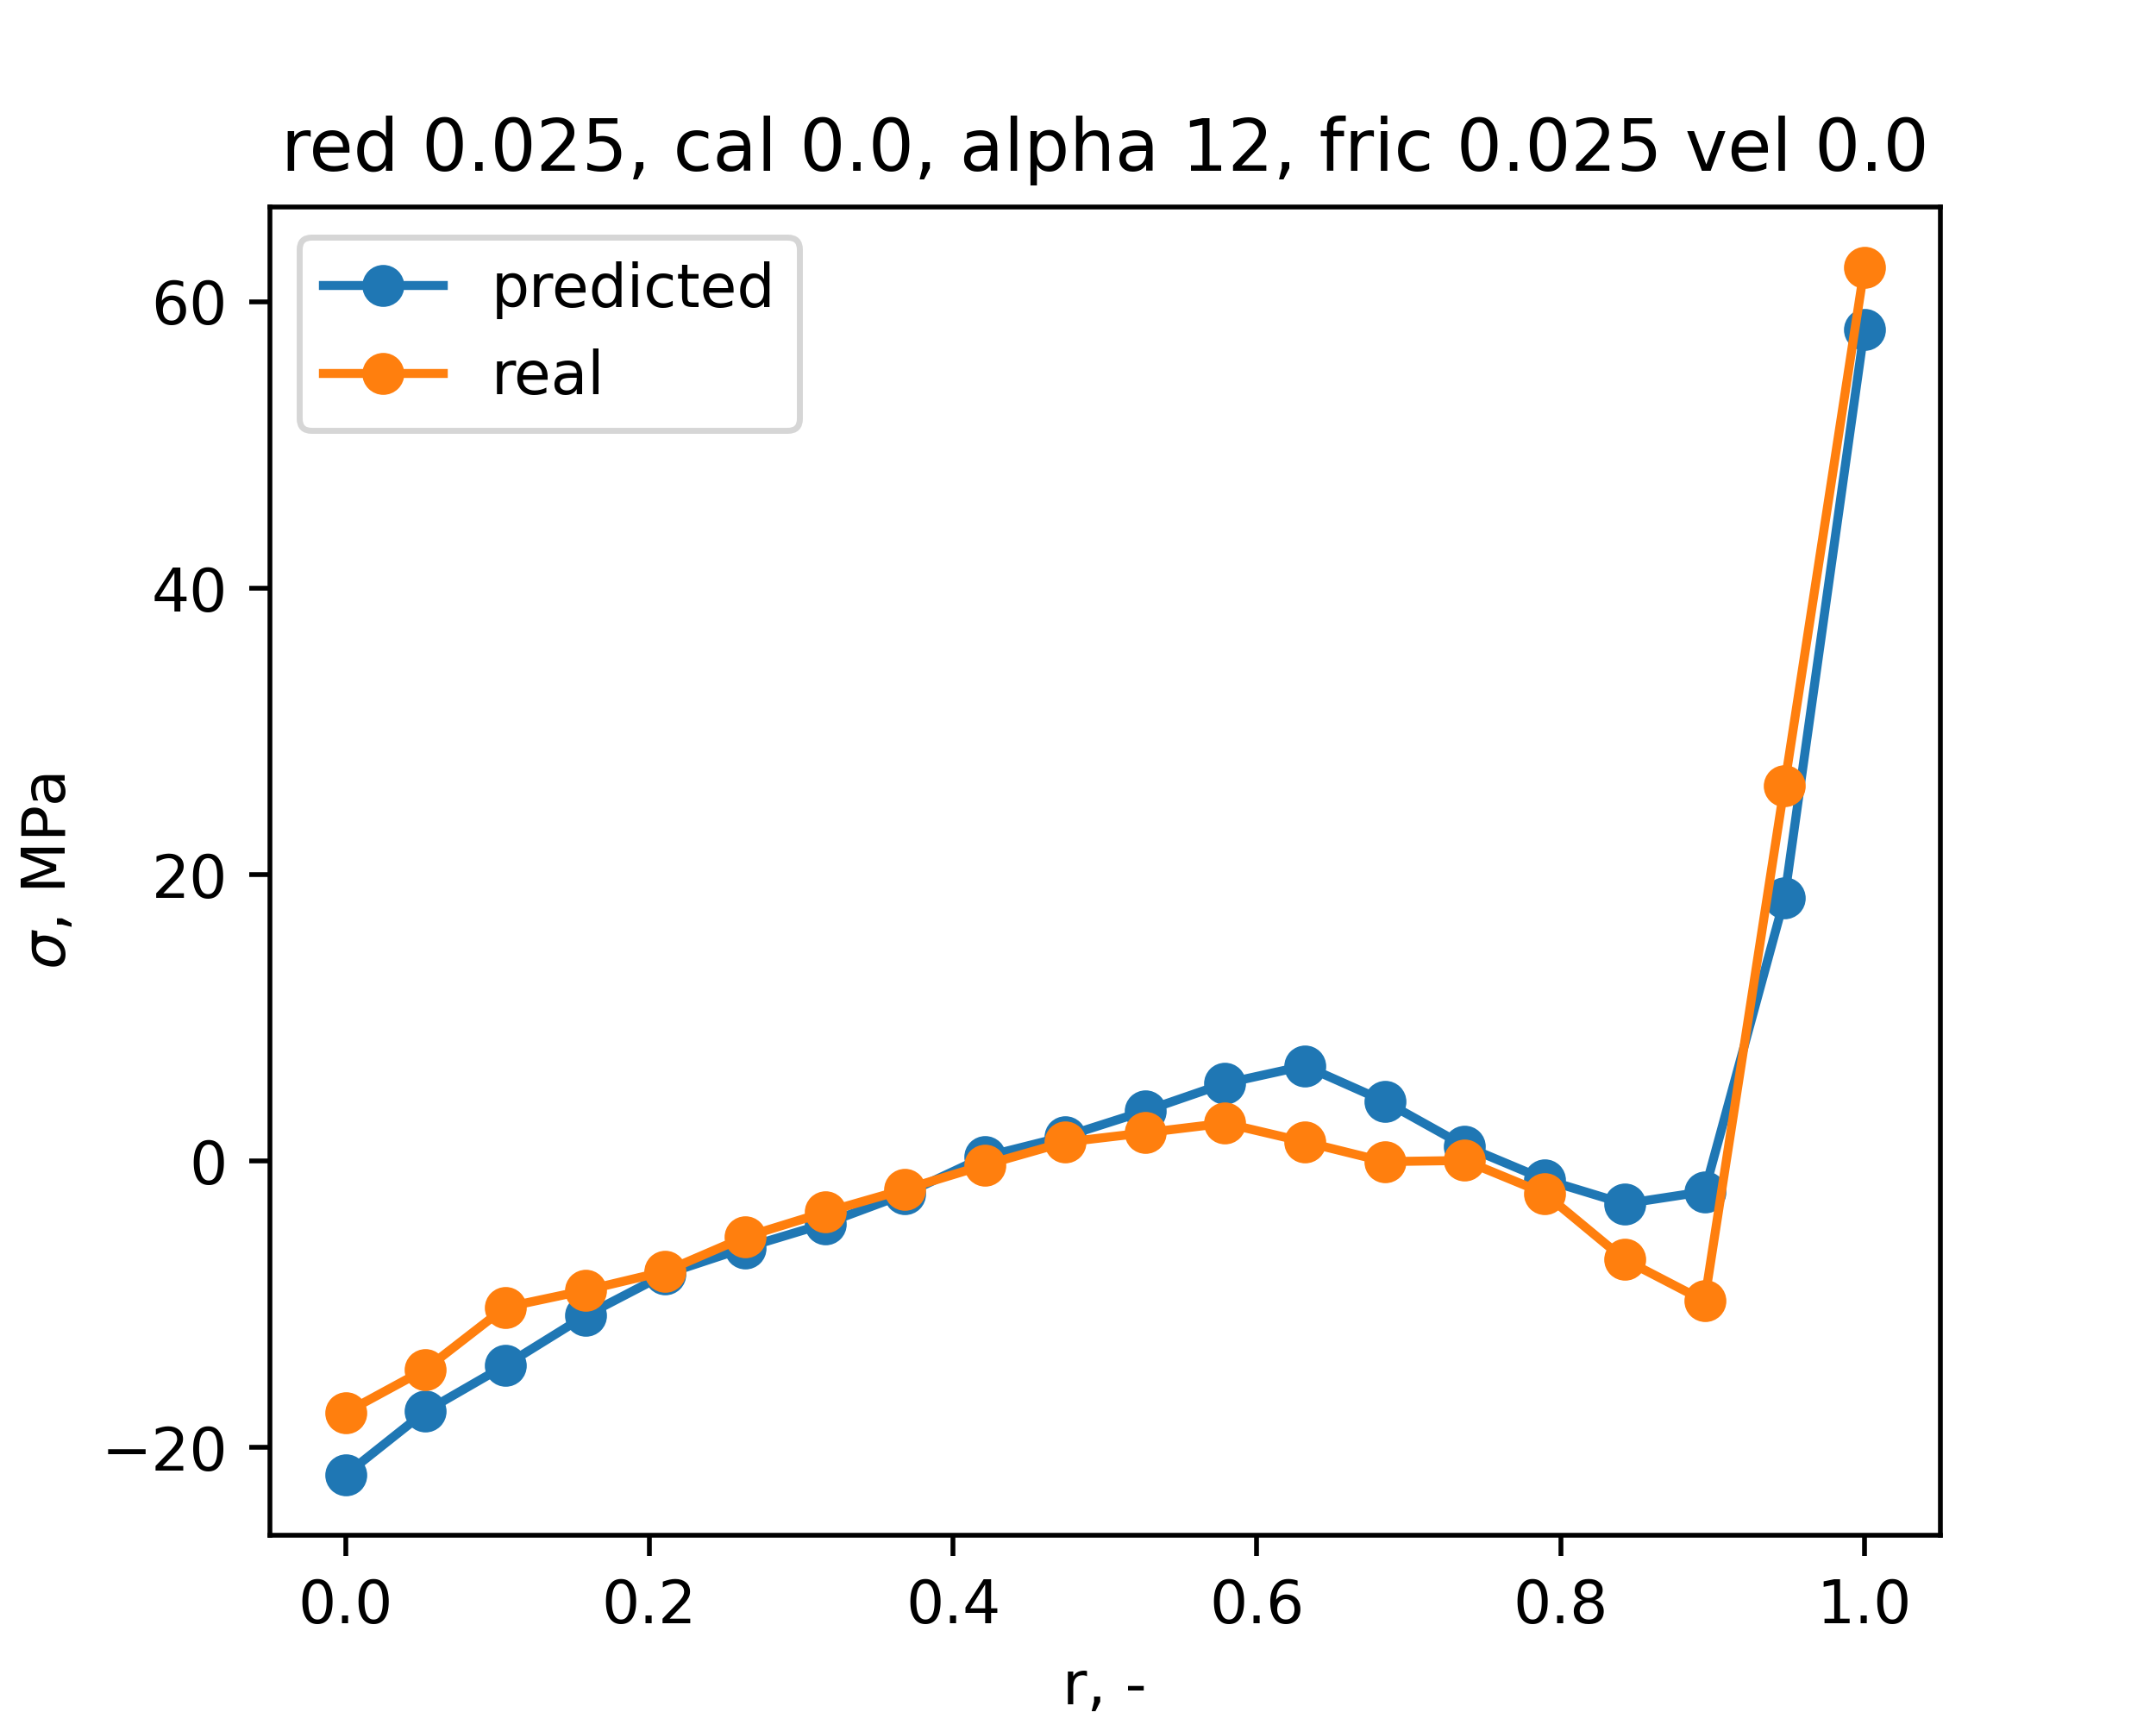 red 0.025, cal 0.0, alpha 12, fric 0.025 vel 0.0
predicted
real
60
40
20
0
−20
σ, MPa
0.0 0.2 0.4 0.6 0.8 1.0
r, -